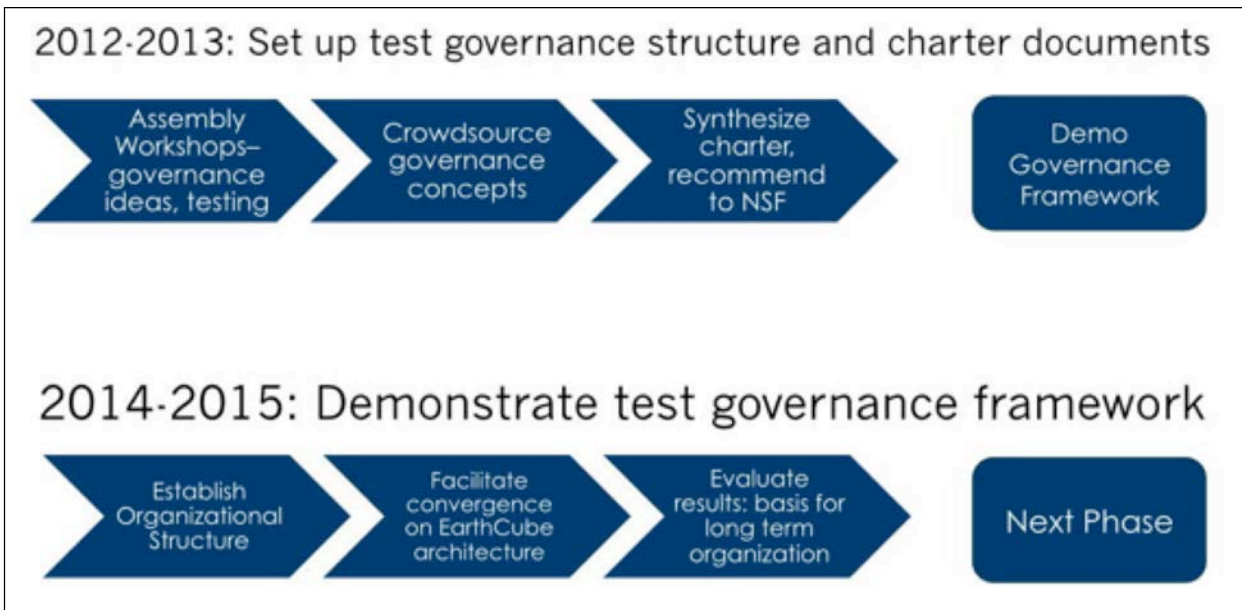 2012-2013: Set up test governance structure and charter documents
Assembly
Workshops–
governance
ideas, testing
Crowdsource
governance
concepts
Synthesize
charter,
recommend
to NSF
Demo
Governance
Framework
2014-2015: Demonstrate test governance framework
Establish
Organizational
Structure
Facilitate
convergence
on EarthCube
architecture
Evaluate
results: basis for
long term
organization
Next Phase